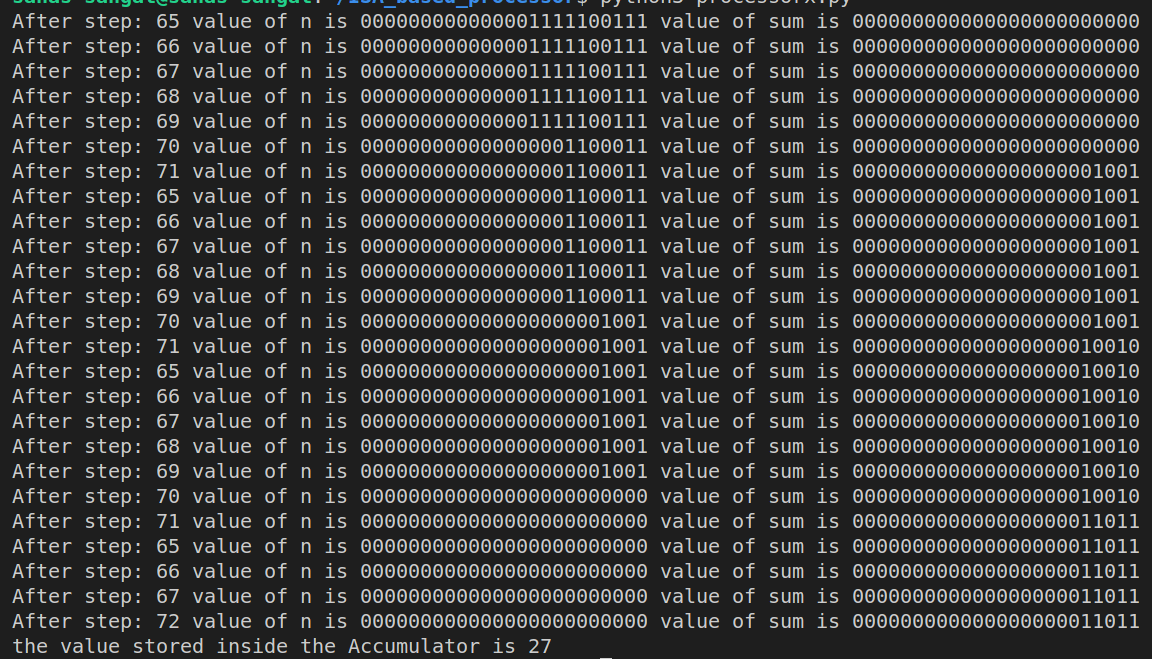 /ISA_based_processor$ python3 processorx.py
After step: 65 value of n is 000000000000001111100111 value of sum is 000000000000000000000000
After step: 66 value of n is 000000000000001111100111 value of sum is 000000000000000000000000
After step: 67 value of n is 000000000000001111100111 value of sum is 000000000000000000000000
After step: 68 value of n is 000000000000001111100111 value of sum is 000000000000000000000000
After step: 69 value of n is 000000000000001111100111 value of sum is 000000000000000000000000
After step: 70 value of n is 000000000000000001100011 value of sum is 000000000000000000000000
After step: 71 value of n is 000000000000000001100011 value of sum is 000000000000000000001001
After step: 65 value of n is 000000000000000001100011 value of sum is 000000000000000000001001
After step: 66 value of n is 000000000000000001100011 value of sum is 000000000000000000001001
After step: 67 value of n is 000000000000000001100011 value of sum is 000000000000000000001001
After step: 68 value of n is 000000000000000001100011 value of sum is 000000000000000000001001
After step: 69 value of n is 000000000000000001100011 value of sum is 000000000000000000001001
After step: 70 value of n is 000000000000000000001001 value of sum is 000000000000000000001001
After step: 71 value of n is 000000000000000000001001 value of sum is 000000000000000000010010
After step: 65 value of n is 000000000000000000001001 value of sum is 000000000000000000010010
After step: 66 value of n is 000000000000000000001001 value of sum is 000000000000000000010010
After step: 67 value of n is 000000000000000000001001 value of sum is 000000000000000000010010
After step: 68 value of n is 000000000000000000001001 value of sum is 000000000000000000010010
After step: 69 value of n is 000000000000000000001001 value of sum is 000000000000000000010010
After step: 70 value of n is 000000000000000000000000 value of sum is 000000000000000000010010
After step: 71 value of n is 000000000000000000000000 value of sum is 000000000000000000011011
After step: 65 value of n is 000000000000000000000000 value of sum is 000000000000000000011011
After step: 66 value of n is 000000000000000000000000 value of sum is 000000000000000000011011
After step: 67 value of n is 000000000000000000000000 value of sum is 000000000000000000011011
After step: 72 value of n is 000000000000000000000000 value of sum is 000000000000000000011011
the value stored inside the Accumulator is 27